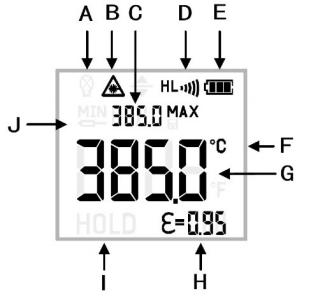 A B C D E
HL
MIN 385.0 MAX
J
385.0 °C F
°F G
HOLD ε=0.95
I H